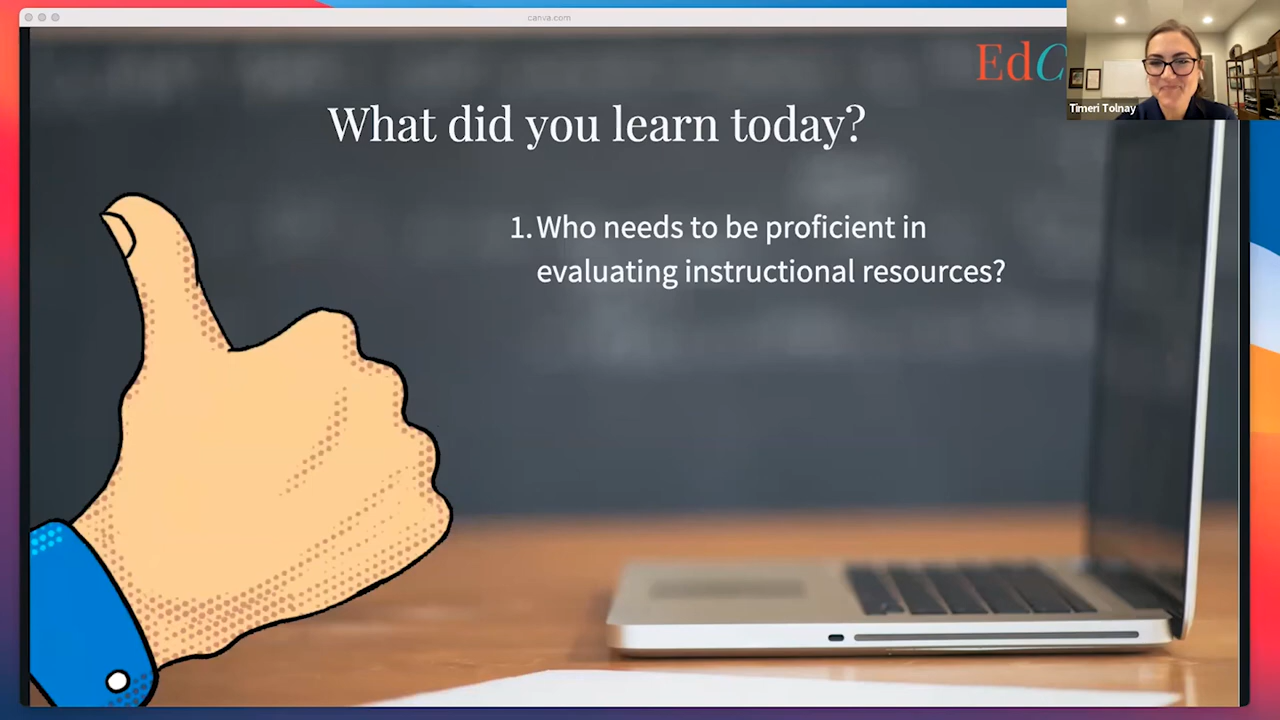 canva.com
EdC
Timeri Tolnay
What did you learn today?
1. Who needs to be proficient in
evaluating instructional resources?